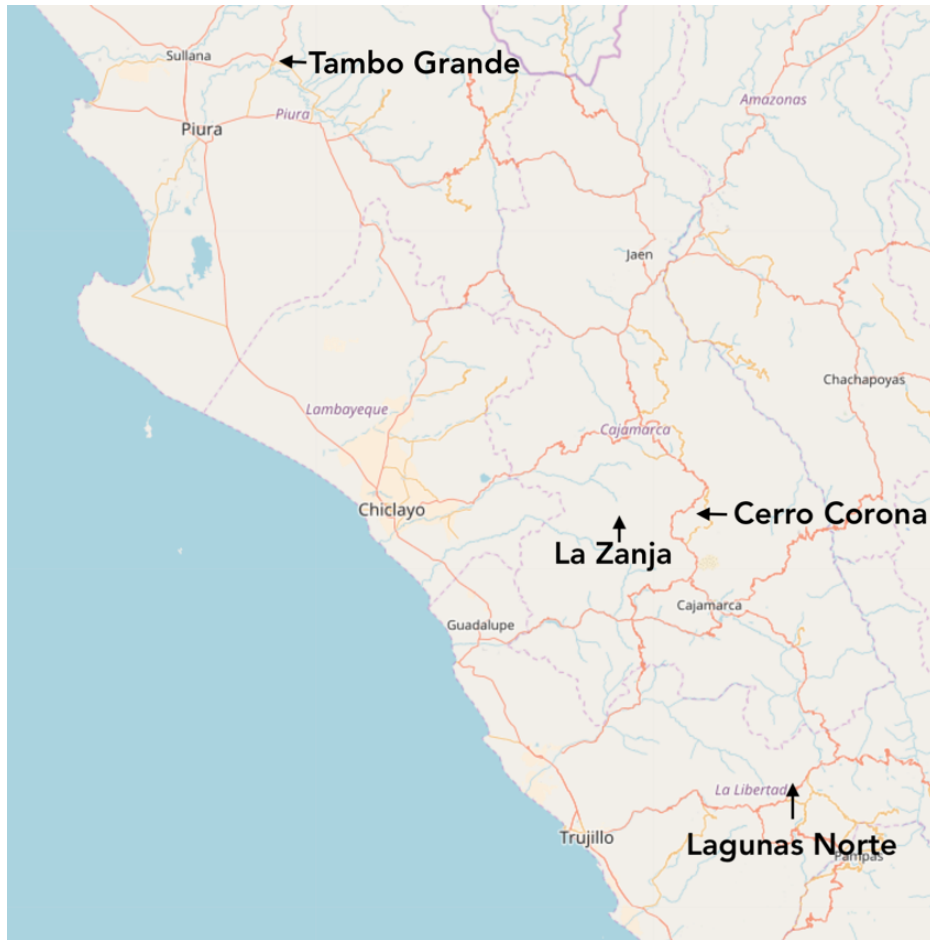 Sullana
Tambo Grande
Amazonas
Piura
Piura
Jaen
Chachapoyas
Lambayeque
Cajamarca
Chiclayo
Cerro Corona
La Zanja
Cajamarca
Guadalupe
La Libertad
Trujillo
Lagunas Norte
Pampas